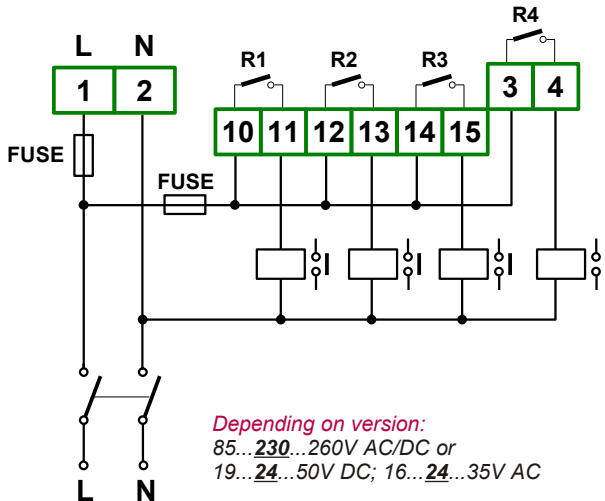 R4
L N
R1 R2 R3
1 2
3 4
10 11 12 13 14 15
FUSE
FUSE
Depending on version:
85...230...260V AC/DC or
19...24...50V DC; 16...24...35V AC
L N